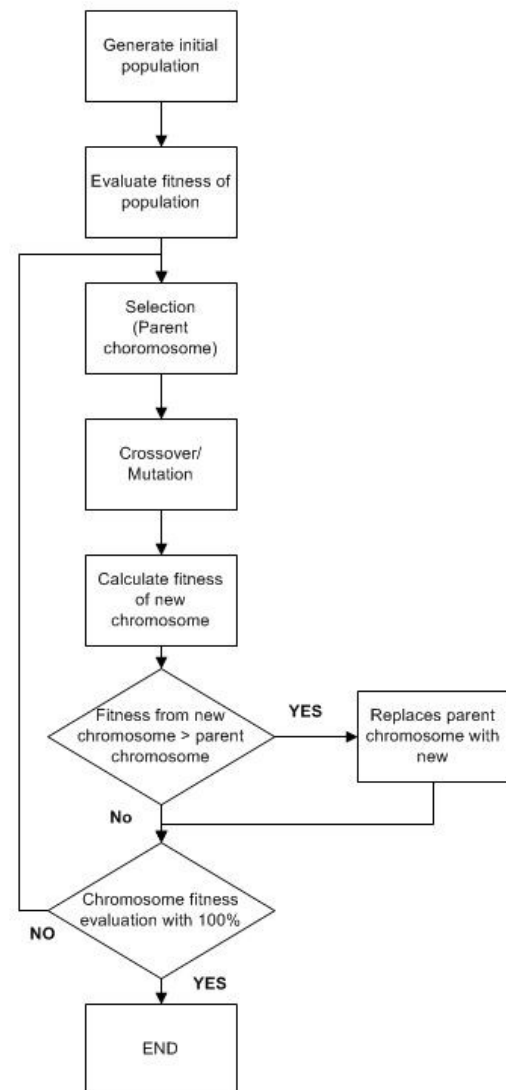 Generate initial
population
Evaluate fitness of
population
Selection
(Parent
choromosome)
Crossover/
Mutation
Calculate fitness
of new
chromosome
Fitness from new
chromosome > parent
chromosome
YES
Replaces parent
chromosome with
new
No
Chromosome fitness
evaluation with 100%
NO
YES
END